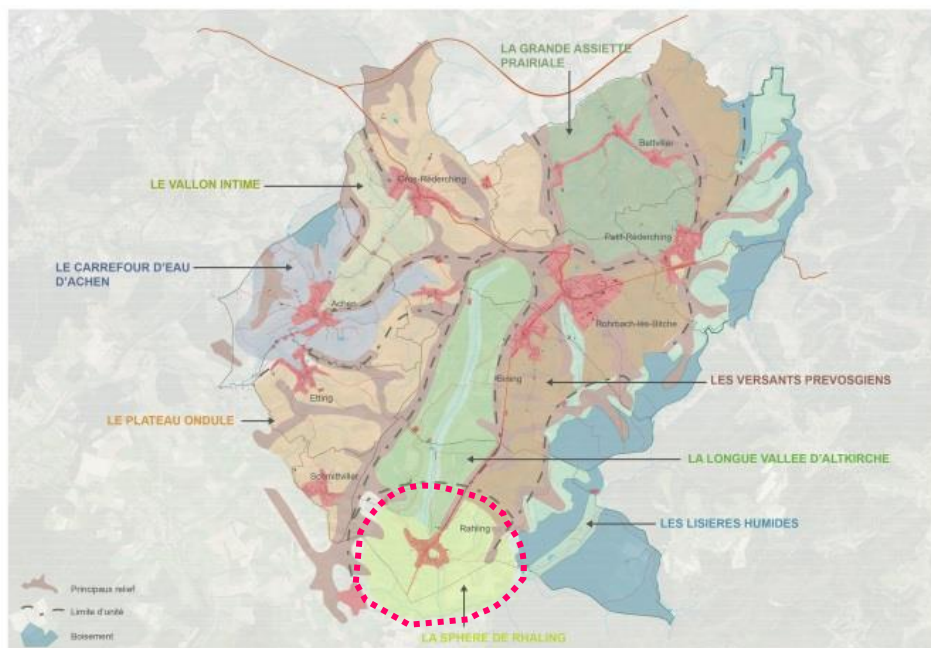 LA GRANDE ASSIETTE
PRAIRIALE
Bettviller
LE VALLON INTIME
Gros-Réderching
Petit-Réderching
LE CARREFOUR D'EAU
D'ACHEN
Achen
Rohrbach-lès-Bitche
Bining
LES VERSANTS PREVOSGIENS
Etting
LE PLATEAU ONDULE
LA LONGUE VALLEE D'ALTKIRCHE
Schmittviller
Rahling
LES LISIERES HUMIDES
Principaux relief
Limite d'unité
Boisement
LA SPHERE DE RHALING